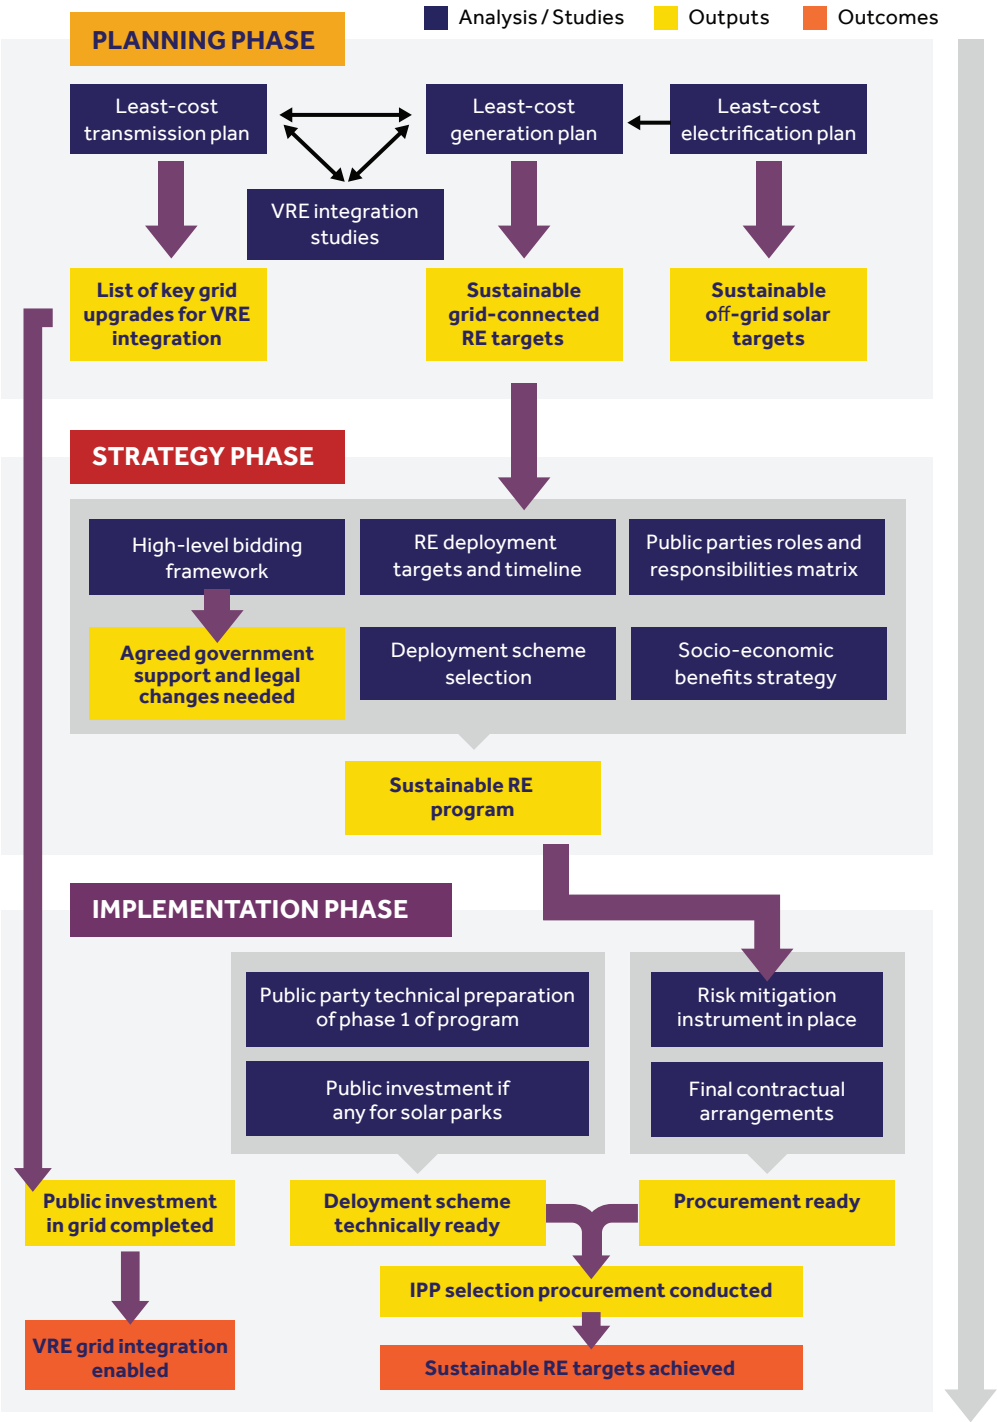 Analysis / Studies
Outputs
Outcomes
PLANNING PHASE
Least-cost
transmission plan
Least-cost
generation plan
Least-cost
electrification plan
VRE integration
studies
List of key grid
upgrades for VRE
integration
Sustainable
grid-connected
RE targets
Sustainable
off-grid solar
targets
STRATEGY PHASE
High-level bidding
framework
RE deployment
targets and timeline
Public parties roles and
responsibilities matrix
Agreed government
support and legal
changes needed
Deployment scheme
selection
Socio-economic
benefits strategy
Sustainable RE
program
IMPLEMENTATION PHASE
Public party technical preparation
of phase 1 of program
Risk mitigation
instrument in place
Public investment if
any for solar parks
Final contractual
arrangements
Public investment
in grid completed
Deloyment scheme
technically ready
Procurement ready
IPP selection procurement conducted
VRE grid integration
enabled
Sustainable RE targets achieved